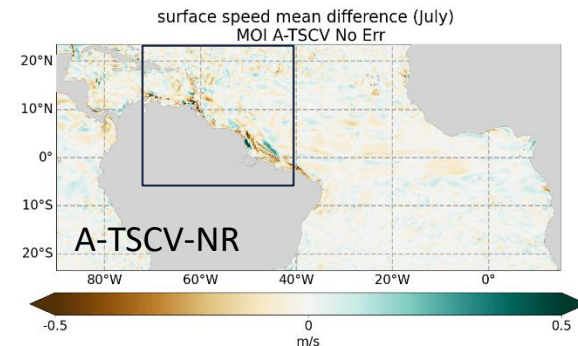 surface speed mean difference (July)
MOI A-TSCV No Err
20°N
10°N
0°
10°S
20°S
A-TSCV-NR
80°W 60°W 40°W 20°W 0°
-0.5 0 0.5
m/s